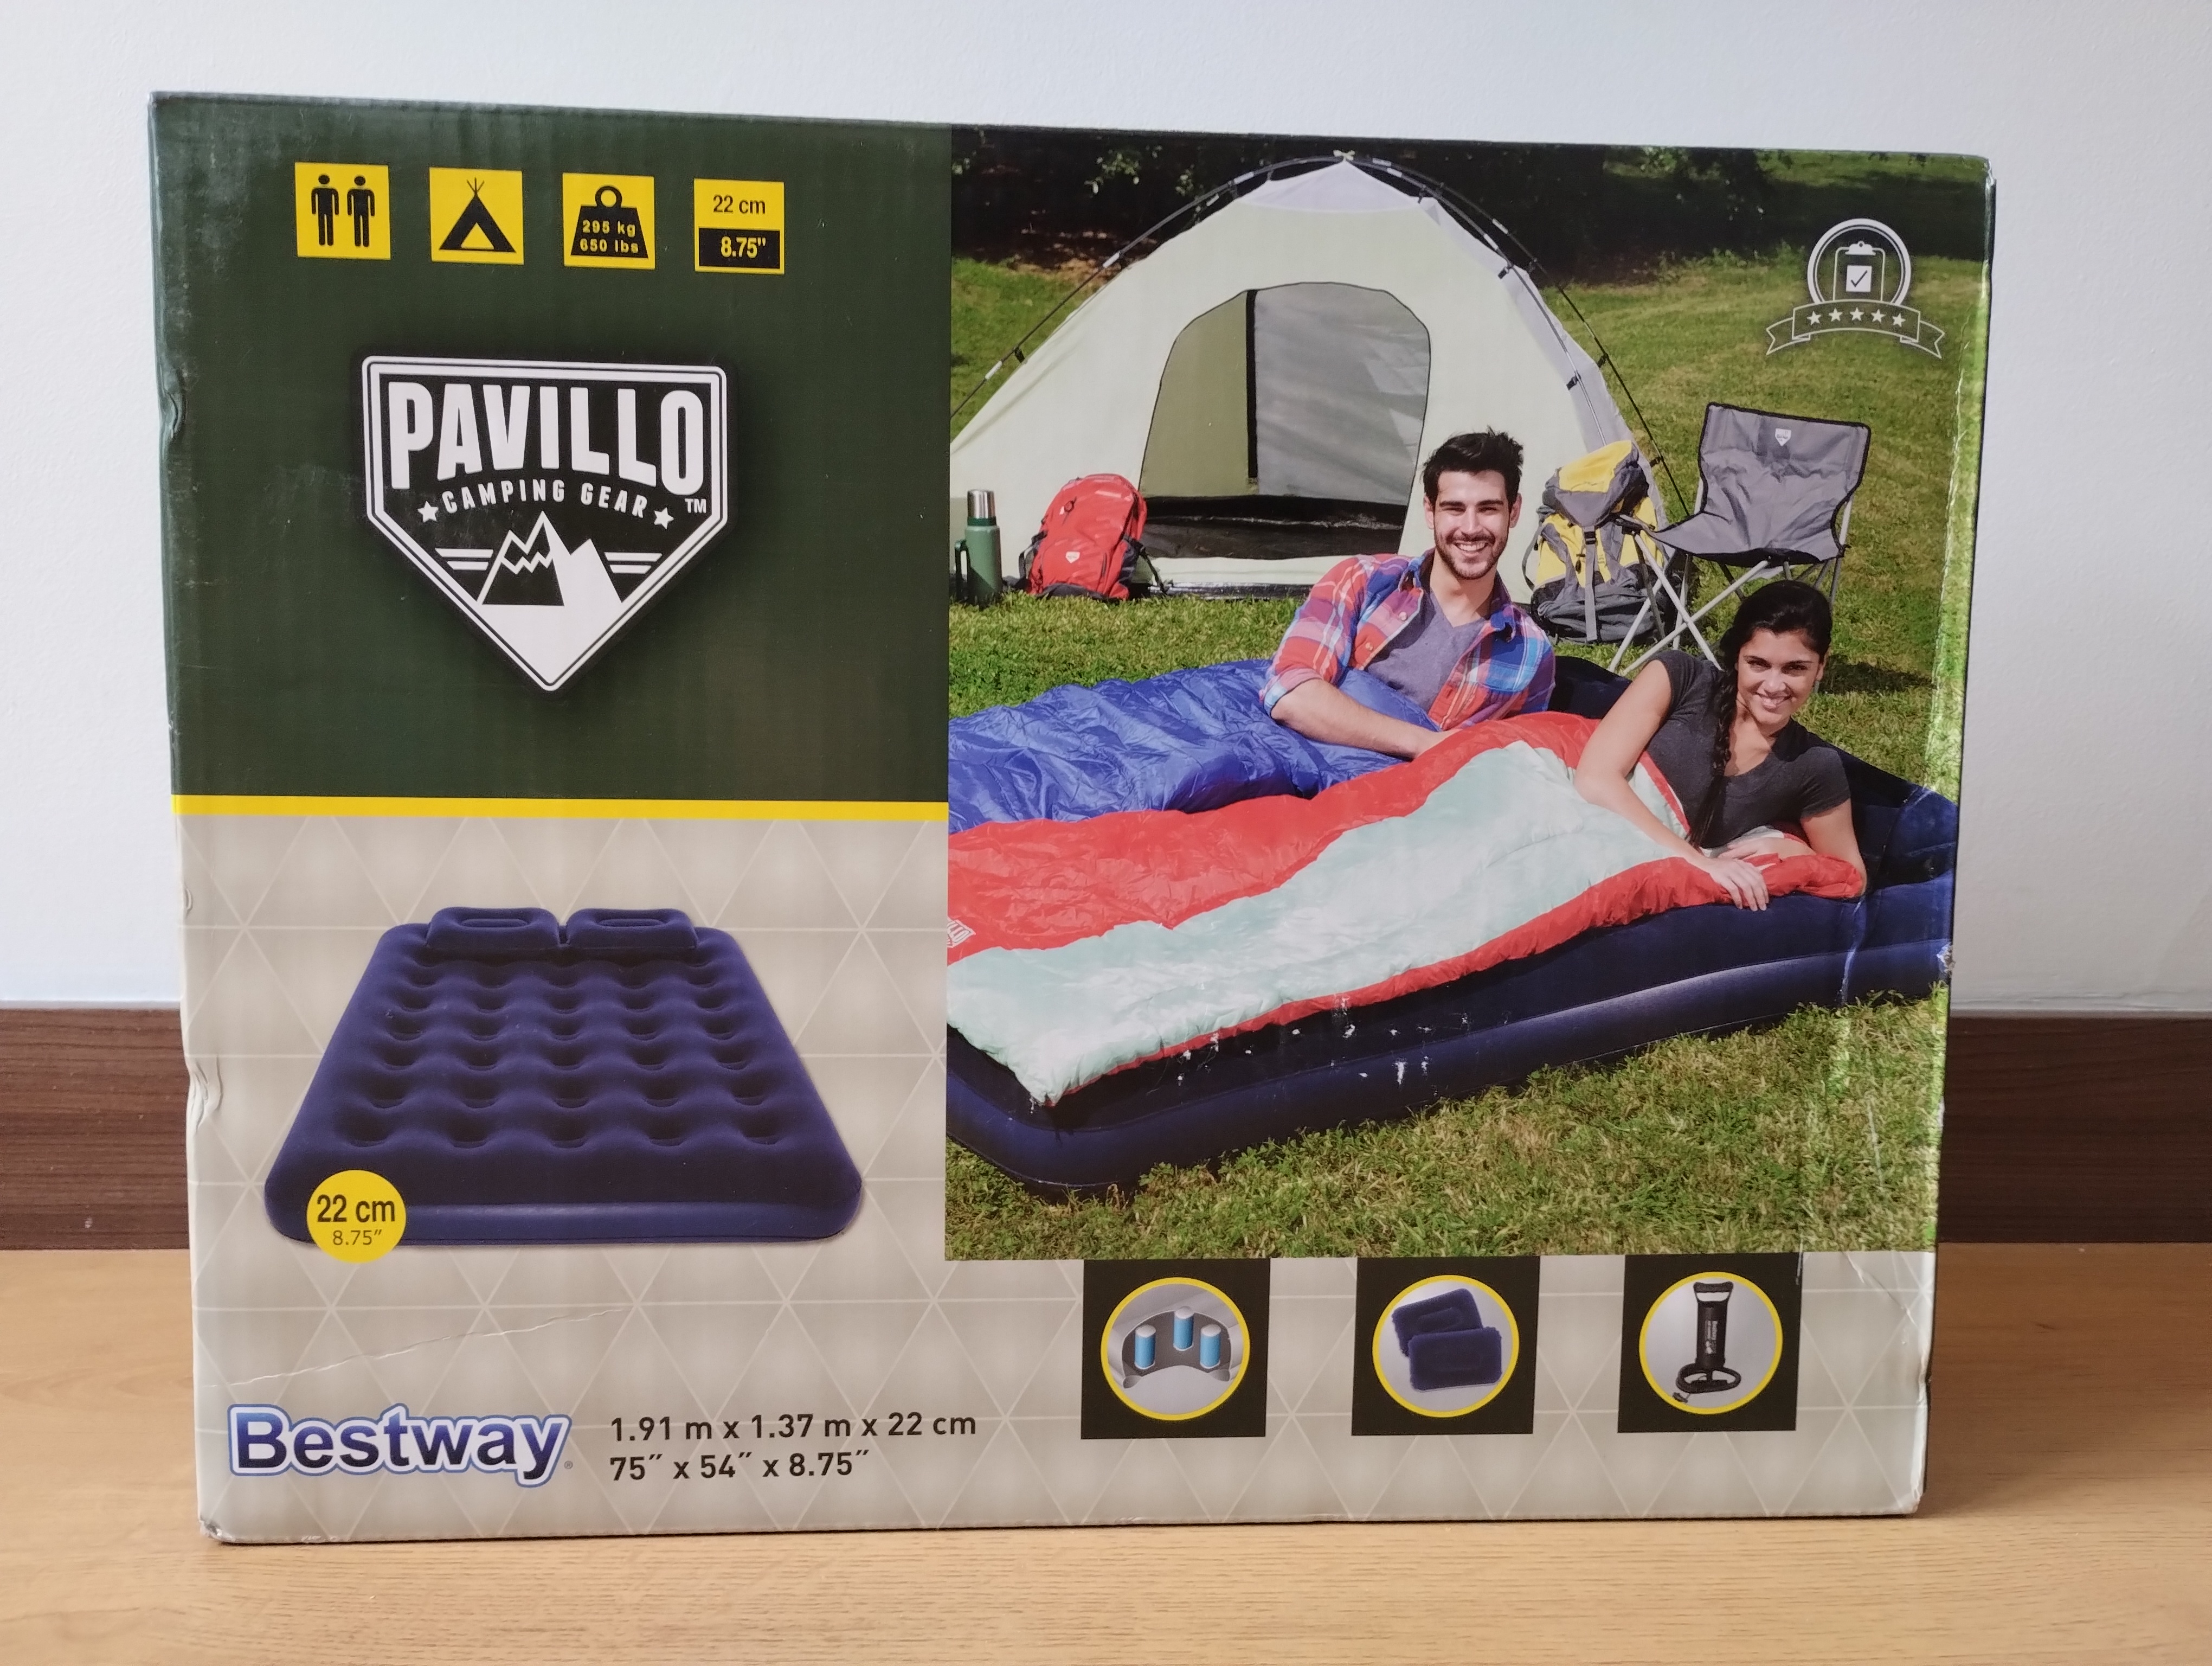 295 kg
650 lbs
22 cm
8.75"
PAVILLO
CAMPING GEAR
TM
22 cm
8.75"
Bestway®
1.91 m x 1.37 m x 22 cm
75" x 54" x 8.75"